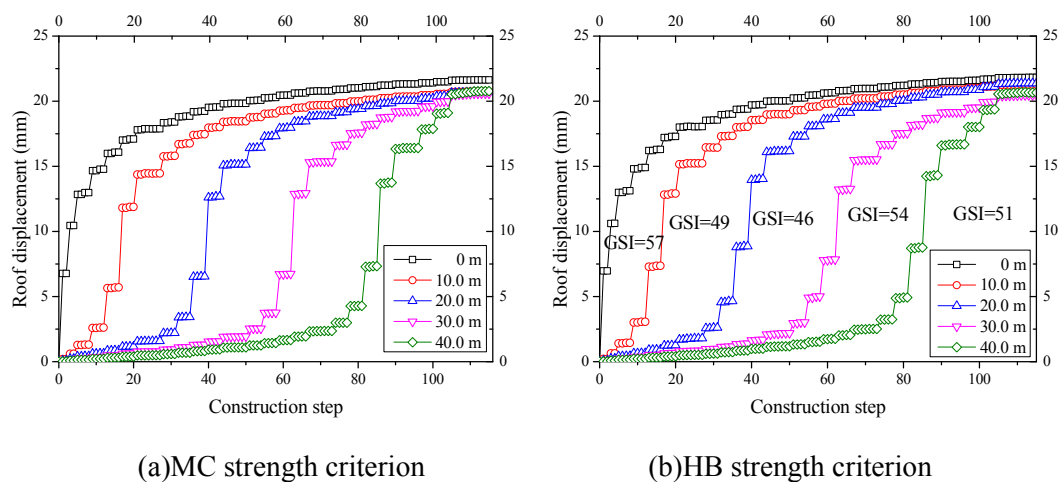 0 20 40 60 80 100
0 20 40 60 80 100
25 25
20 20
15 15
10 10
5 5
0 0
Roof displacement (mm)
0 m
10.0 m
20.0 m
30.0 m
40.0 m
0 20 40 60 80 100
Construction step
(a)MC strength criterion
25 25
20 20
15 15
10 10
5 5
0 0
Roof displacement (mm)
GSI=57
GSI=49
GSI=46
GSI=54
GSI=51
0 m
10.0 m
20.0 m
30.0 m
40.0 m
0 20 40 60 80 100
Construction step
(b)HB strength criterion